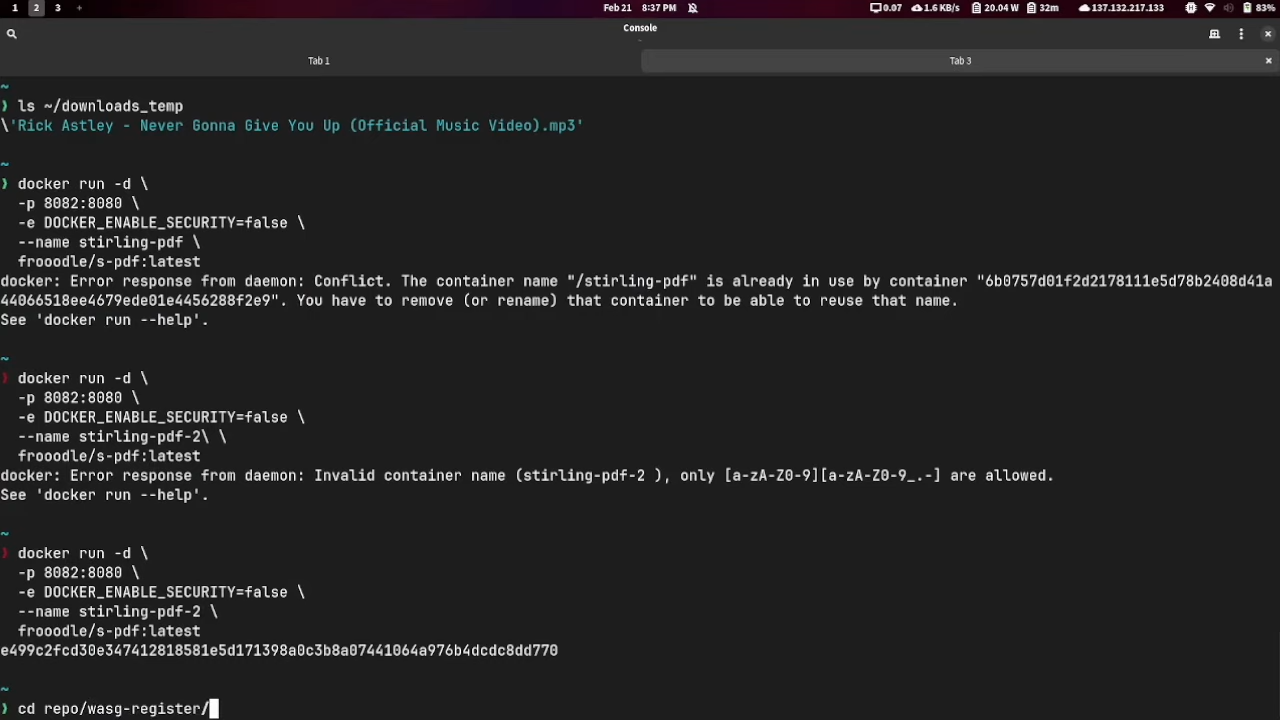 1 2 3 +
Feb 21 8:37 PM
0.07 1.6 KB/s 20.04 W 32m 137.132.217.133 83%
Console
Tab 1
Tab 3
~
❯ ls ~/downloads_temp
\'Rick Astley - Never Gonna Give You Up (Official Music Video).mp3'
~
❯ docker run -d \
-p 8082:8080 \
-e DOCKER_ENABLE_SECURITY=false \
--name stirling-pdf \
frooodle/s-pdf:latest
docker: Error response from daemon: Conflict. The container name "/stirling-pdf" is already in use by container "6b0757d01f2d2178111e5d78b2408d41a
44066518ee4679ede01e4456288f2e9". You have to remove (or rename) that container to be able to reuse that name.
See 'docker run --help'.
~
❯ docker run -d \
-p 8082:8080 \
-e DOCKER_ENABLE_SECURITY=false \
--name stirling-pdf-2\ \
frooodle/s-pdf:latest
docker: Error response from daemon: Invalid container name (stirling-pdf-2 ), only [a-zA-Z0-9][a-zA-Z0-9_.-] are allowed.
See 'docker run --help'.
~
❯ docker run -d \
-p 8082:8080 \
-e DOCKER_ENABLE_SECURITY=false \
--name stirling-pdf-2 \
frooodle/s-pdf:latest
e499c2fcd30e347412818581e5d171398a0c3b8a07441064a976b4dcdc8dd770
~
❯ cd repo/wasg-register/